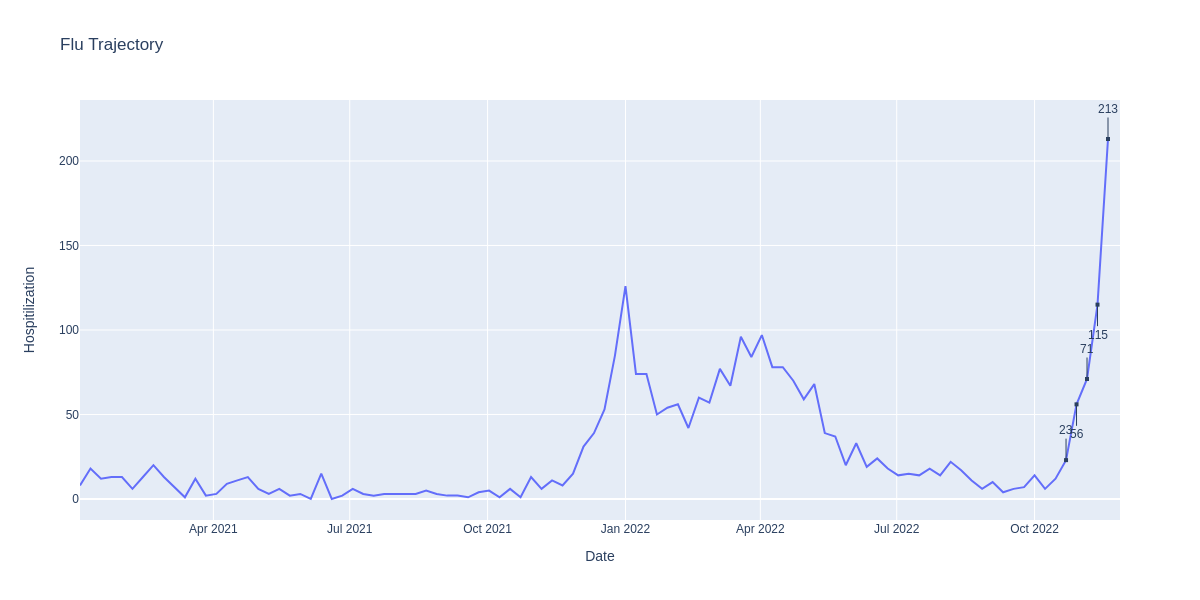 Flu Trajectory
213
200
150
115
100
71
56
50
23
0
Hospitilization
Apr 2021
Jul 2021
Oct 2021
Jan 2022
Apr 2022
Jul 2022
Oct 2022
Date